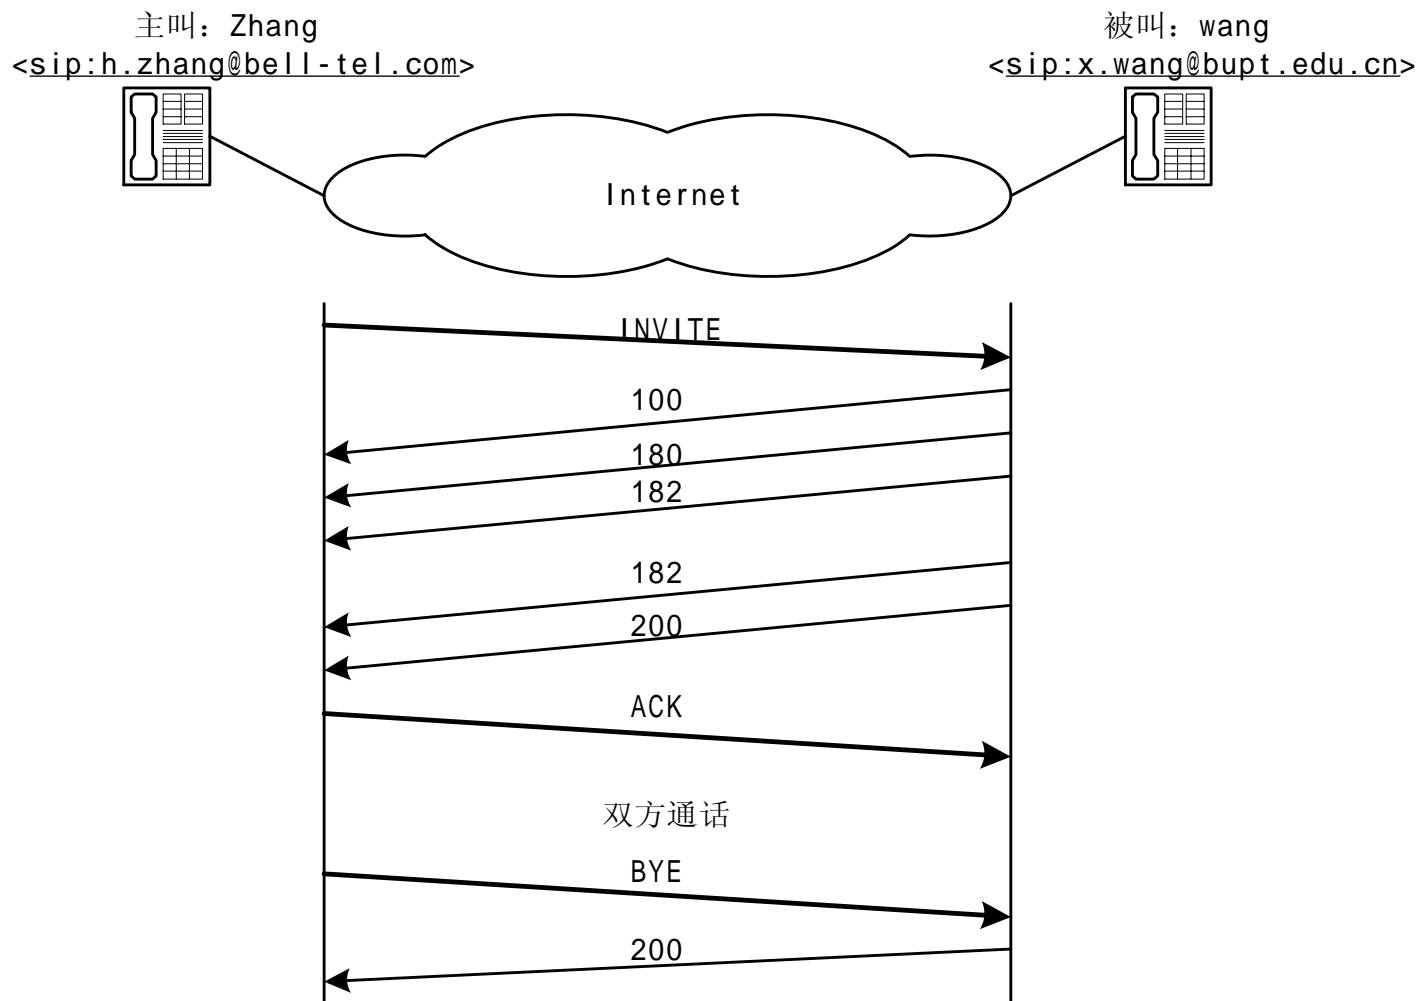 主叫：Zhang
<sip:h.zhang@bell-tel.com>
被叫：wang
<sip:x.wang@bupt.edu.cn>
Internet
INVITE
100
180
182
182
200
ACK
双方通话
BYE
200